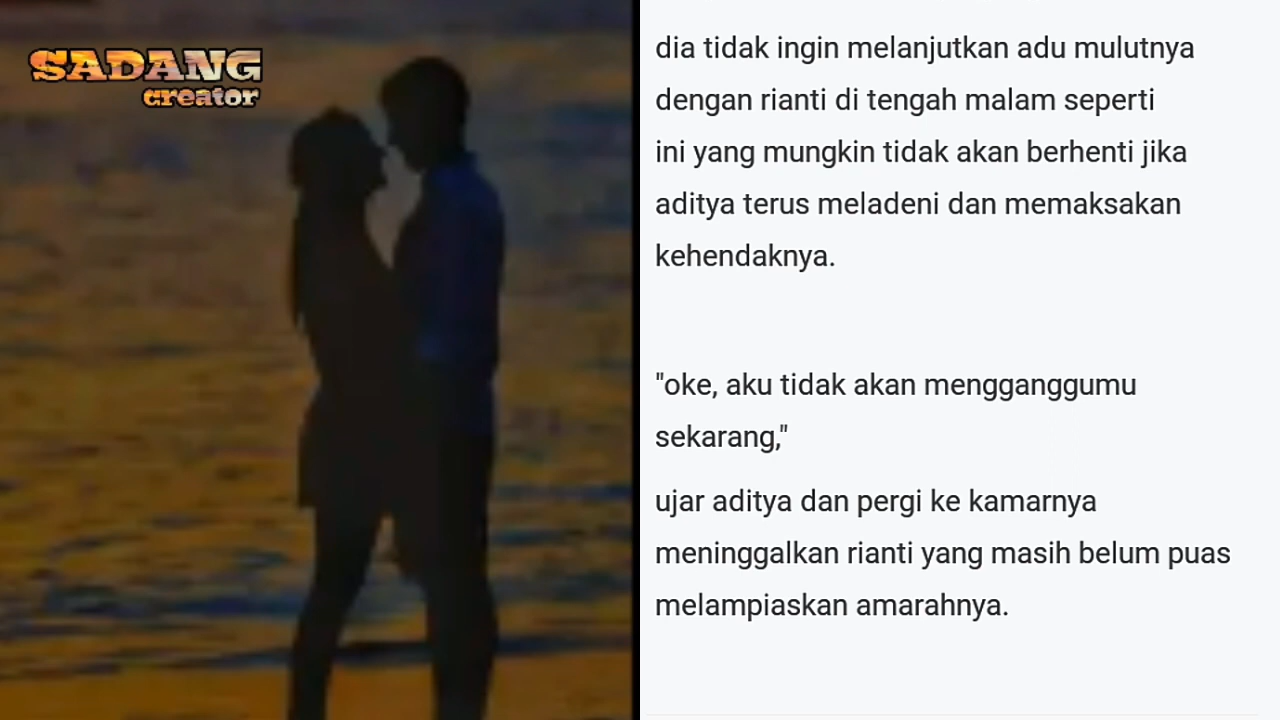 SADANG
creator
dia tidak ingin melanjutkan adu mulutnya
dengan rianti di tengah malam seperti
ini yang mungkin tidak akan berhenti jika
aditya terus meladeni dan memaksakan
kehendaknya.
"oke, aku tidak akan mengganggumu
sekarang,"
ujar aditya dan pergi ke kamarnya
meninggalkan rianti yang masih belum puas
melampiaskan amarahnya.